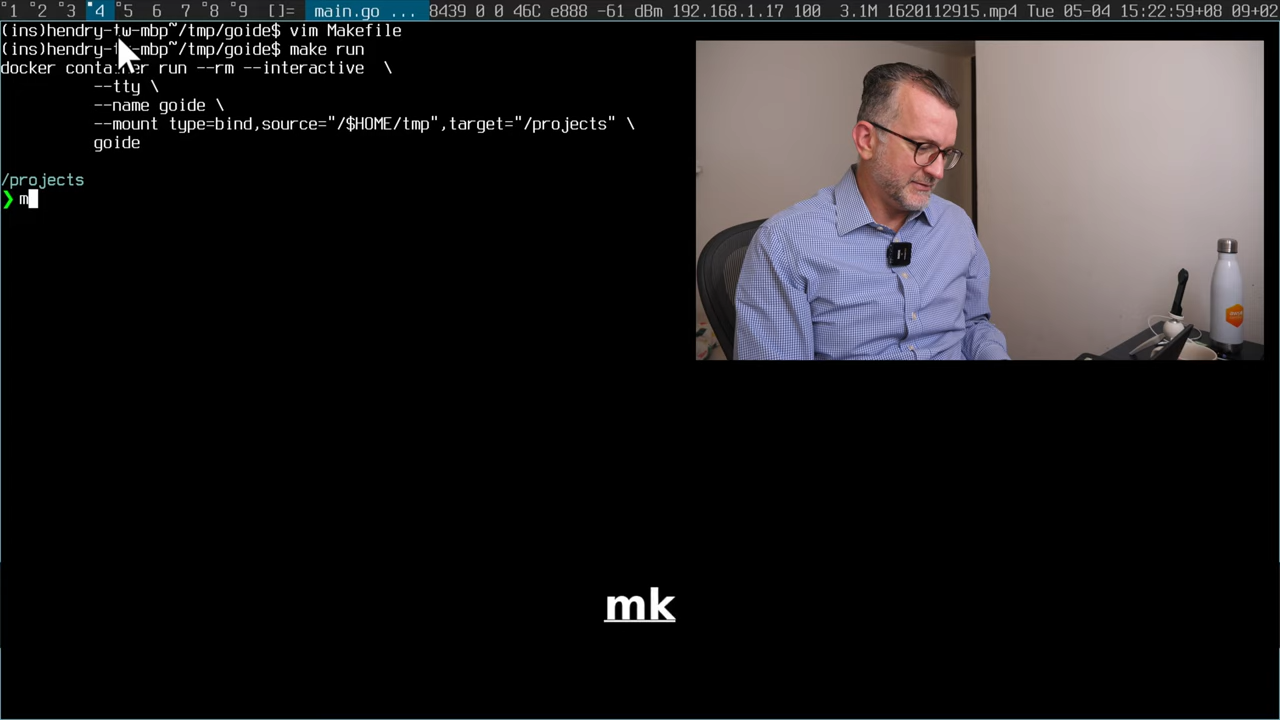 1 2 3 4 5 6 7 8 9 []= main.go ... 8439 0 0 46C e888 -61 dBm 192.168.1.17 100 3.1M 1620112915.mp4 Tue 05-04 15:22:59+08 09+02
(ins)hendry-tw-mbp~/tmp/goide$ vim Makefile
(ins)hendry-tw-mbp~/tmp/goide$ make run
docker container run --rm --interactive \
--tty \
--name goide \
--mount type=bind,source="/$HOME/tmp",target="/projects" \
goide
/projects
❯ m
mk